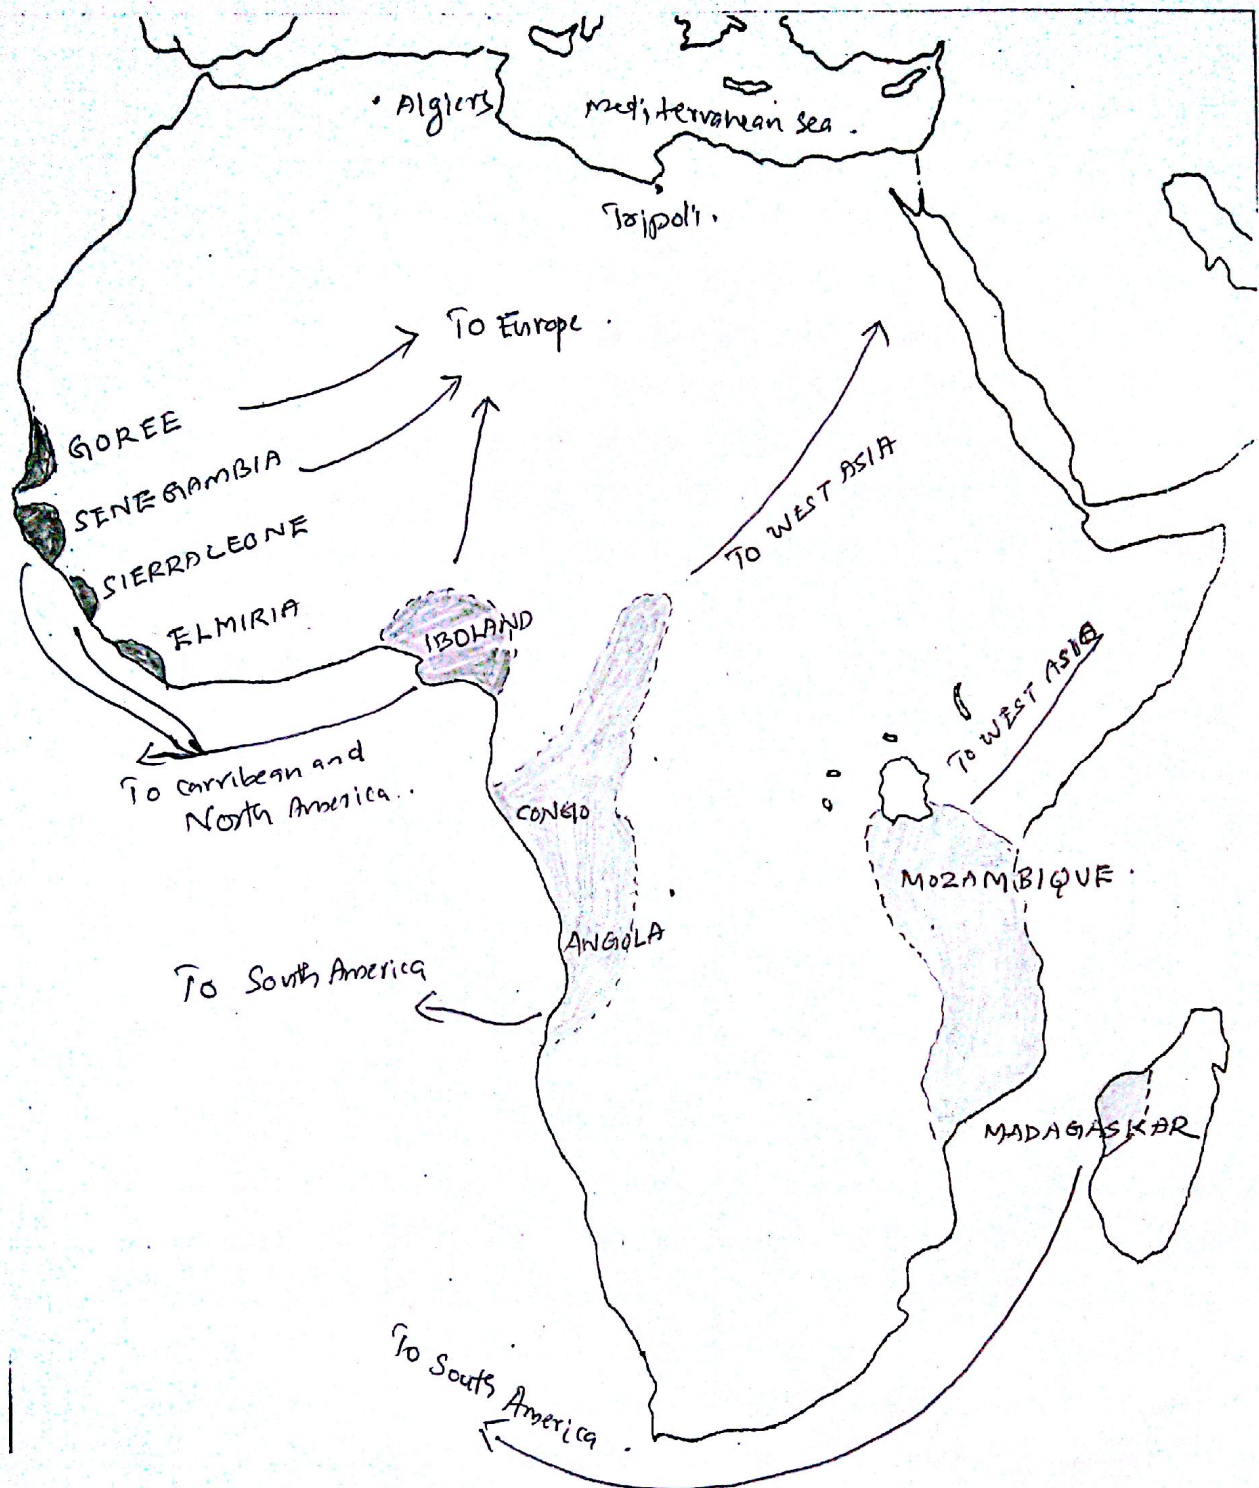 Algiers
Mediterranean sea.
Tripoli.
To Europe.
GOREE
SENEGAMBIA
SIERRALEONE
ELMIRIA
IBOLAND
TO WEST ASIA
TO WEST ASIA
To carribean and
North America..
CONGO
MOZAMBIQUE.
ANGOLA
To South America
MADAGASKAR
To South America.